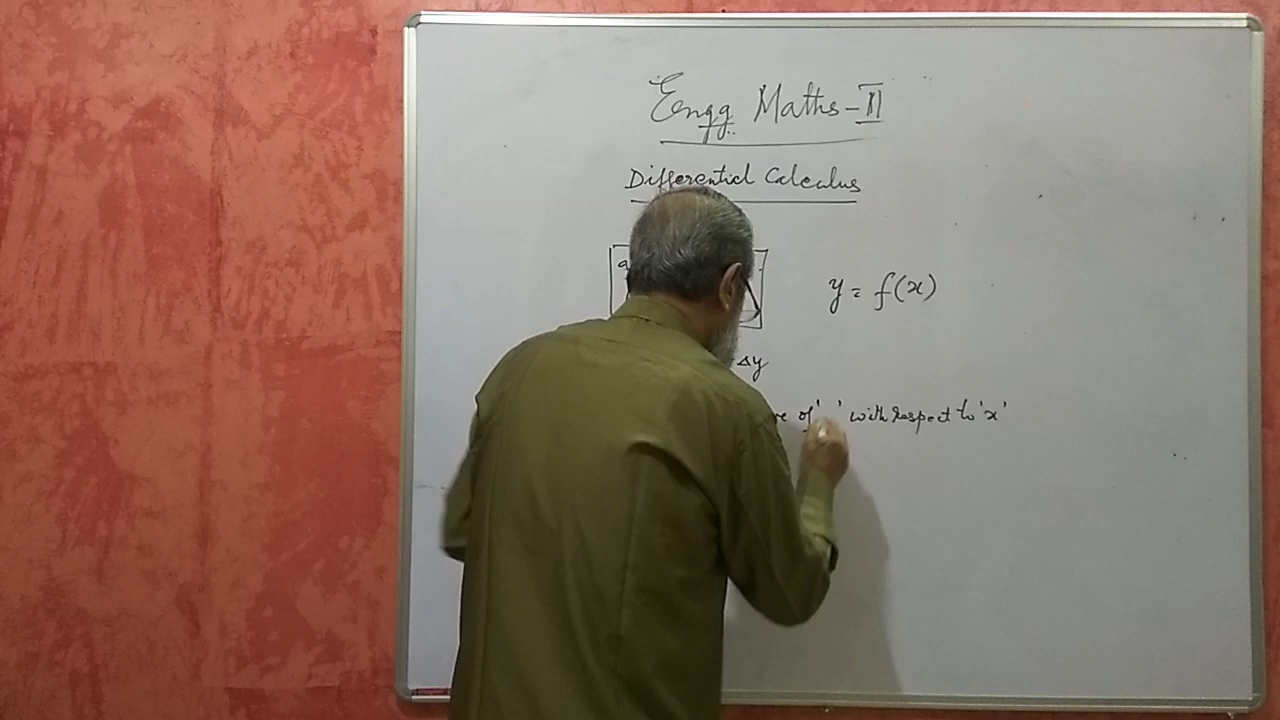 Engg Maths-II
Differential Calculus
y = f(x)
Δy
of ' ' with respect to 'x'